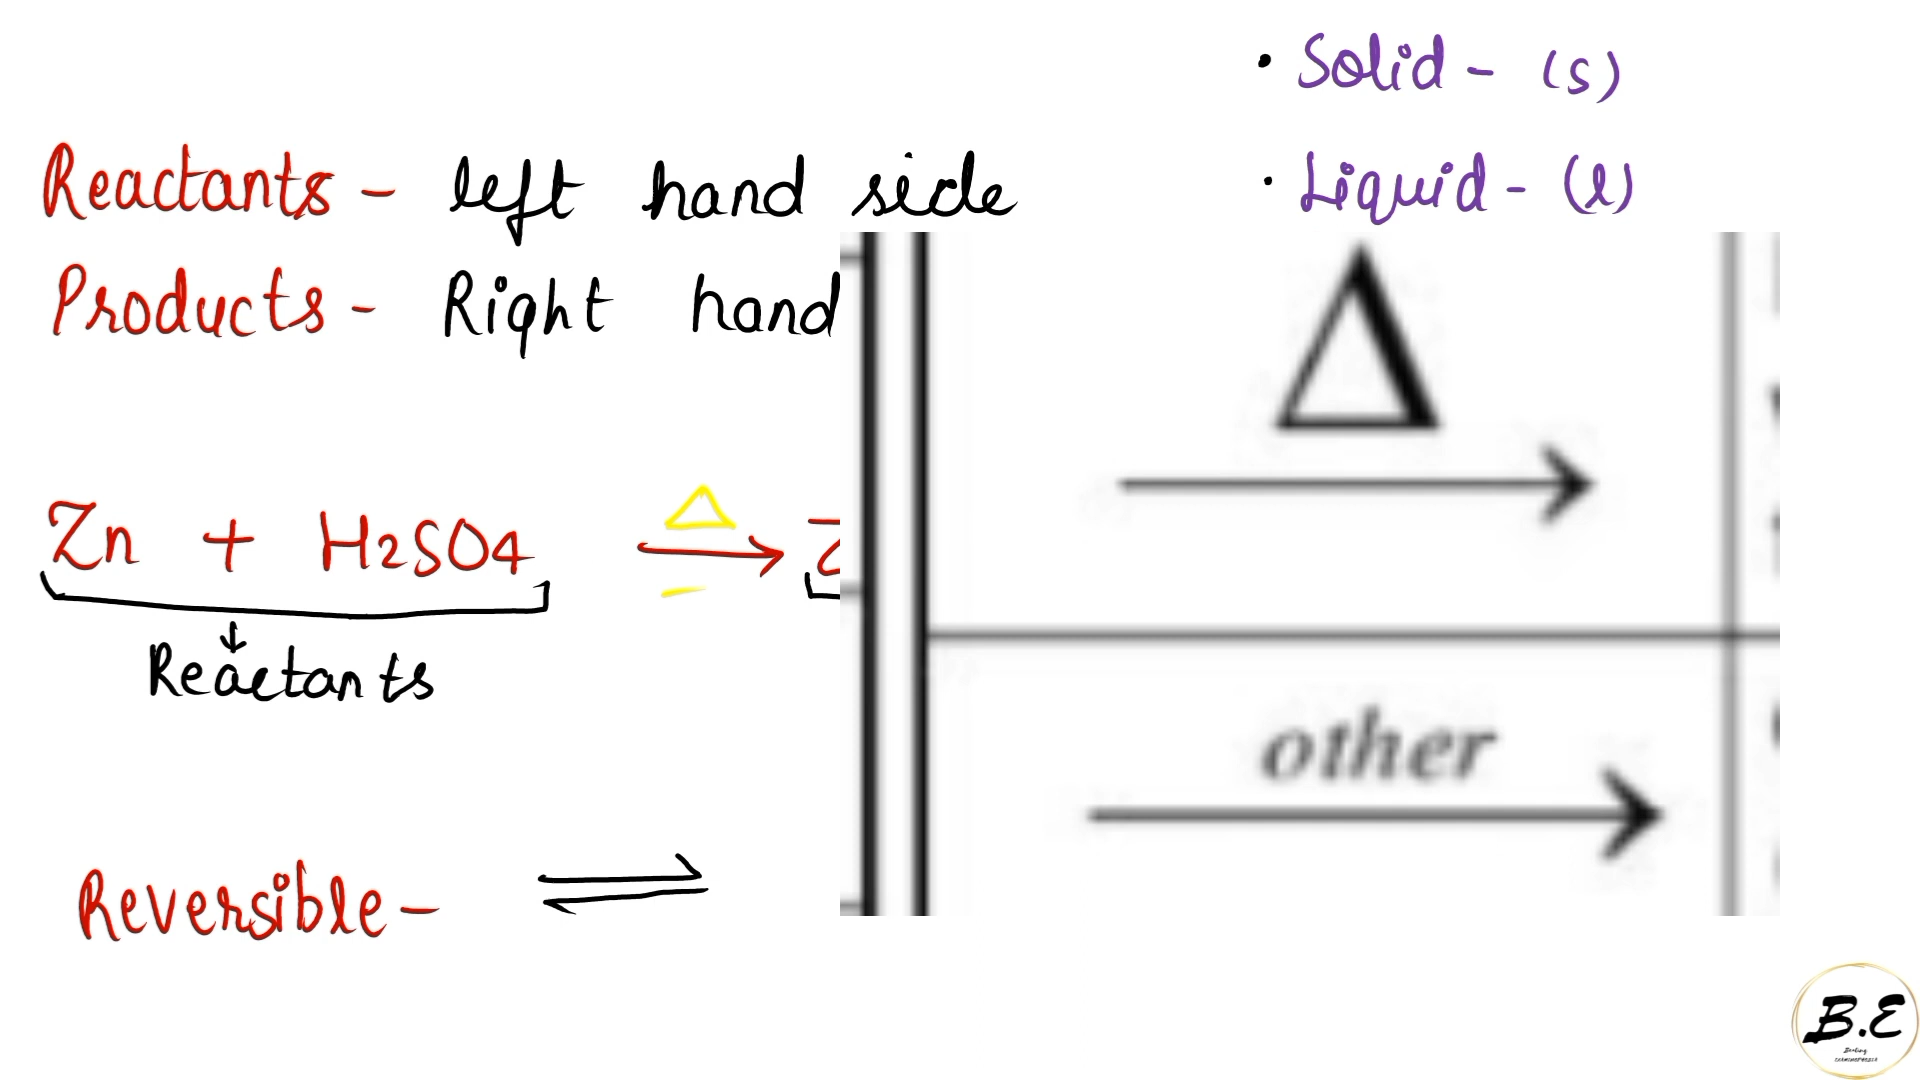 • Solid - (s)
Reactants - left hand side
• Liquid - (l)
Products - Right hand
Δ
Zn + H2SO4 △ → Z
Reactants
other
Reversible - ⇌
B.E